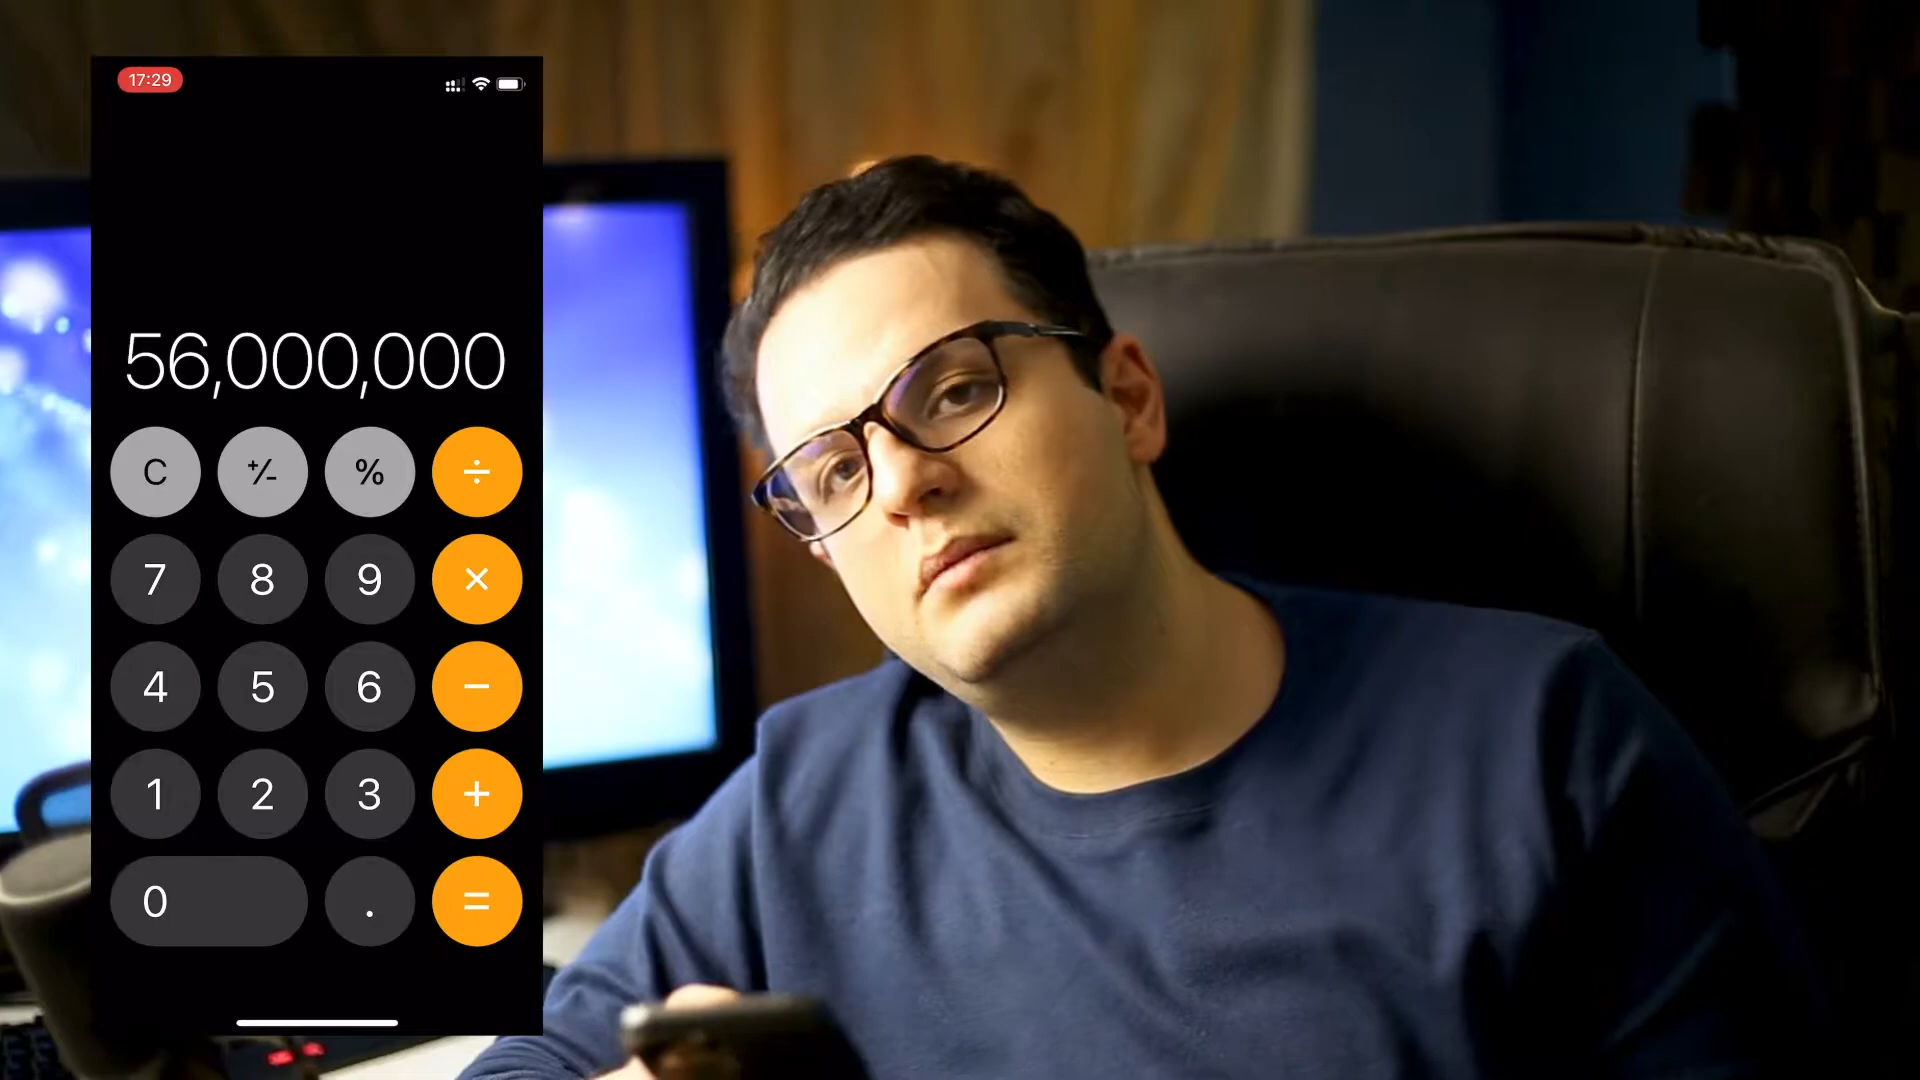 17:29
56,000,000
C +/- % ÷
7 8 9 ×
4 5 6 −
1 2 3 +
0 . =